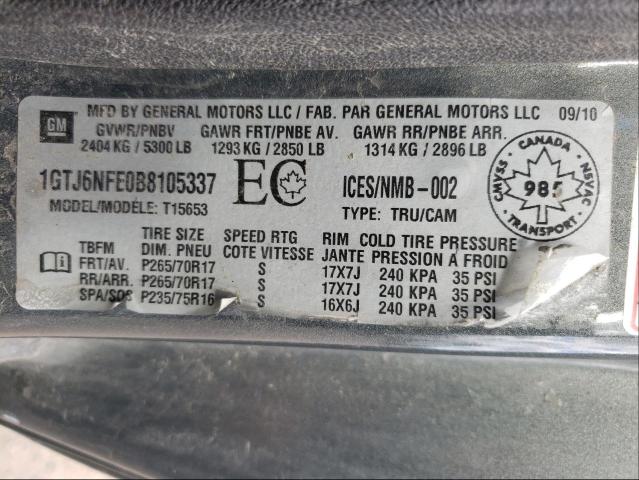 GM
MFD BY GENERAL MOTORS LLC / FAB. PAR GENERAL MOTORS LLC 09/10
GVWR/PNBV GAWR FRT/PNBE AV. GAWR RR/PNBE ARR.
2404 KG / 5300 LB 1293 KG / 2850 LB 1314 KG / 2896 LB
1GTJ6NFE0B8105337 EC ICES/NMB-002
MODEL/MODÈLE: T15653 TYPE: TRU/CAM
CANADA
CMVSS 985 NSVAC
TRANSPORT
TIRE SIZE SPEED RTG RIM COLD TIRE PRESSURE
TBFM DIM. PNEU COTE VITESSE JANTE PRESSION A FROID
FRT/AV. P265/70R17 S 17X7J 240 KPA 35 PSI
RR/ARR. P265/70R17 S 17X7J 240 KPA 35 PSI
SPA/SOS P235/75R16 S 16X6J 240 KPA 35 PSI